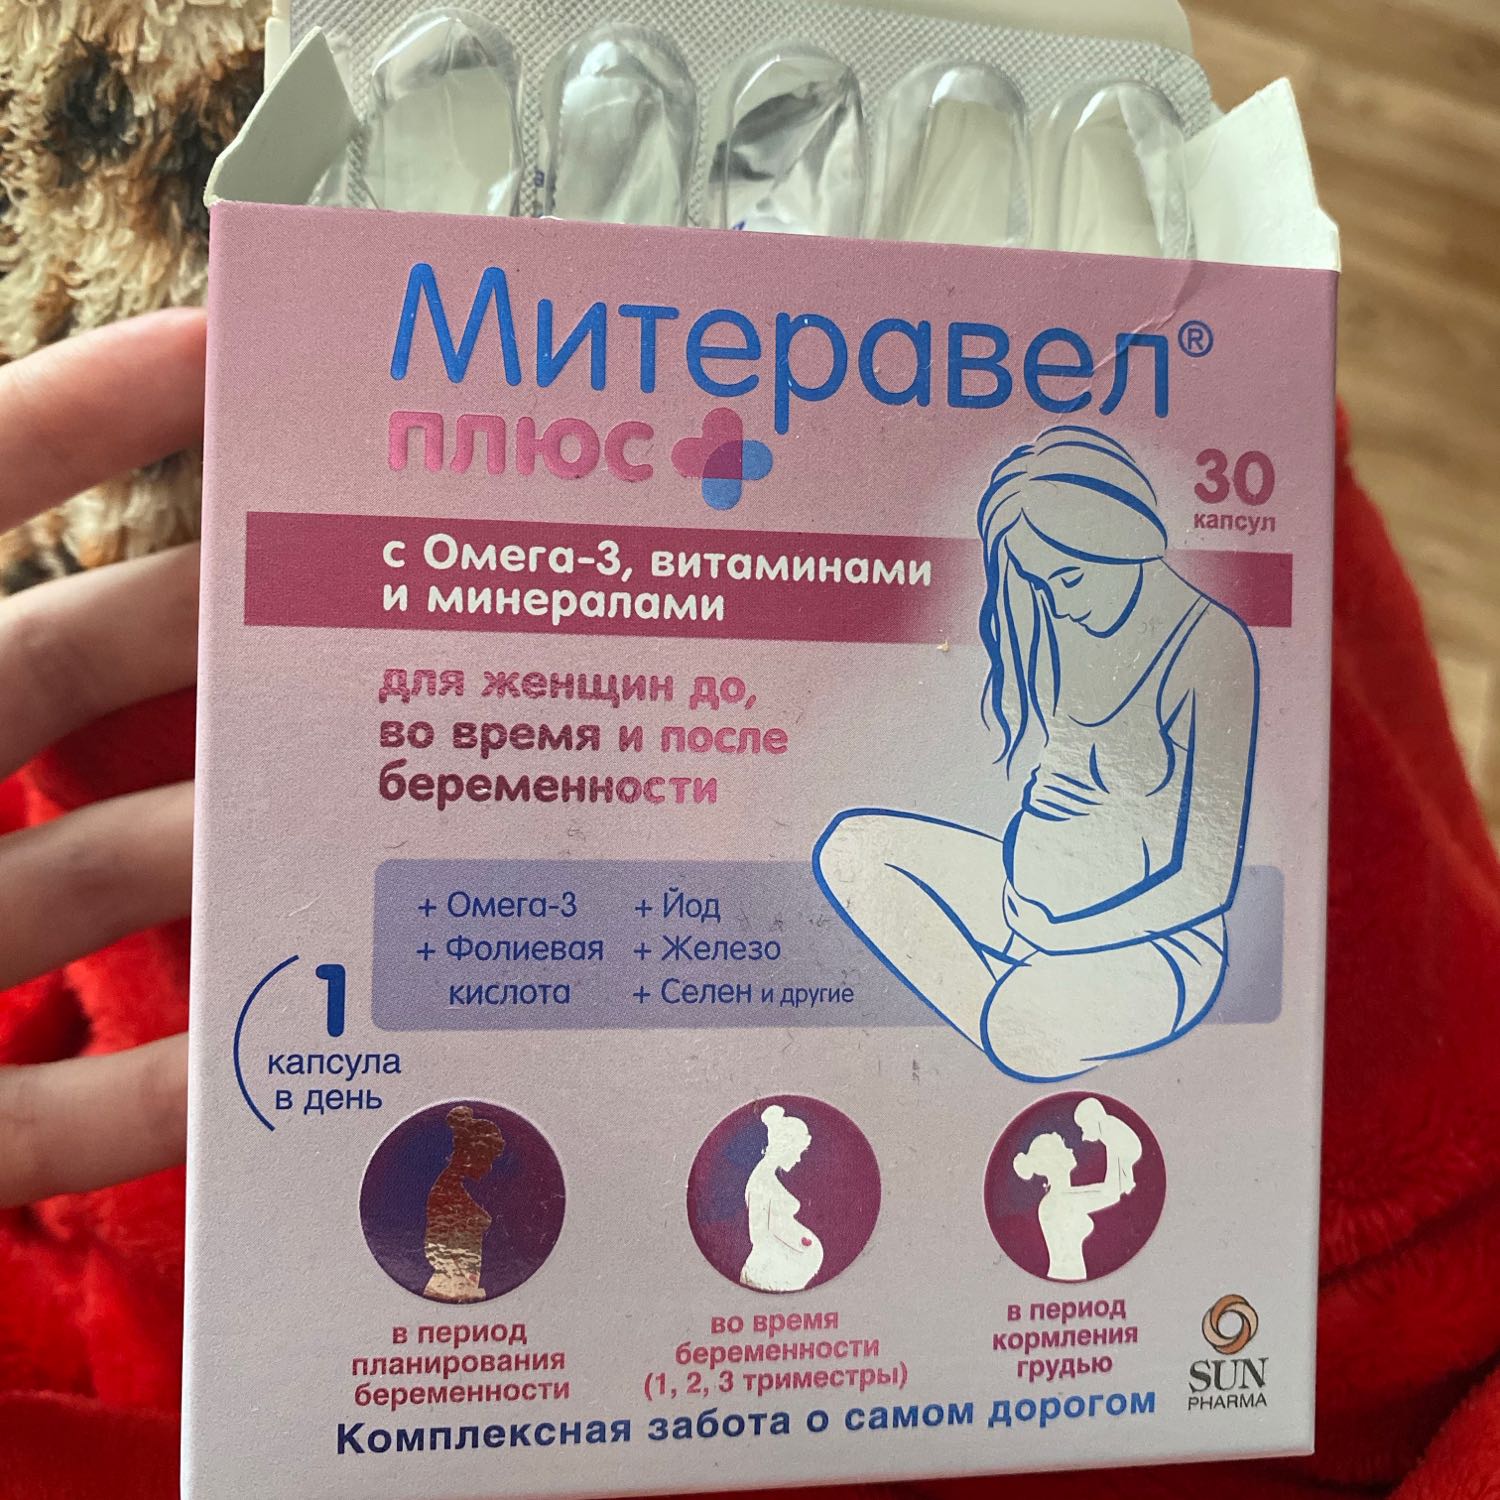 Митеравел®
плюс
30
капсул
с Омега-3, витаминами
и минералами
для женщин до,
во время и после
беременности
+ Омега-3
+ Фолиевая
кислота
+ Йод
+ Железо
+ Селен и другие
1
капсула
в день
в период
планирования
беременности
во время
беременности
(1, 2, 3 триместры)
в период
кормления
грудью
SUN
PHARMA
Комплексная забота о самом дорогом